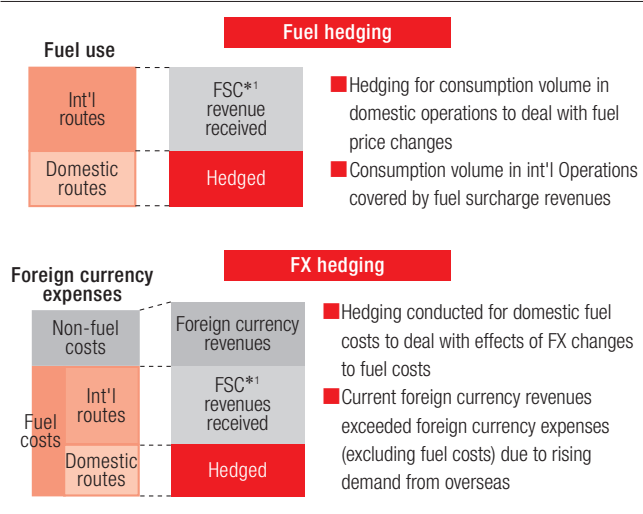 Fuel hedging
Fuel use
Int'l
routes
Domestic
routes
FSC*1
revenue
received
Hedged
■Hedging for consumption volume in
domestic operations to deal with fuel
price changes
■Consumption volume in int'l Operations
covered by fuel surcharge revenues
FX hedging
Foreign currency
expenses
Non-fuel
costs
Fuel
costs
Int'l
routes
Domestic
routes
Foreign currency
revenues
FSC*1
revenues
received
Hedged
■Hedging conducted for domestic fuel
costs to deal with effects of FX changes
to fuel costs
■Current foreign currency revenues
exceeded foreign currency expenses
(excluding fuel costs) due to rising
demand from overseas